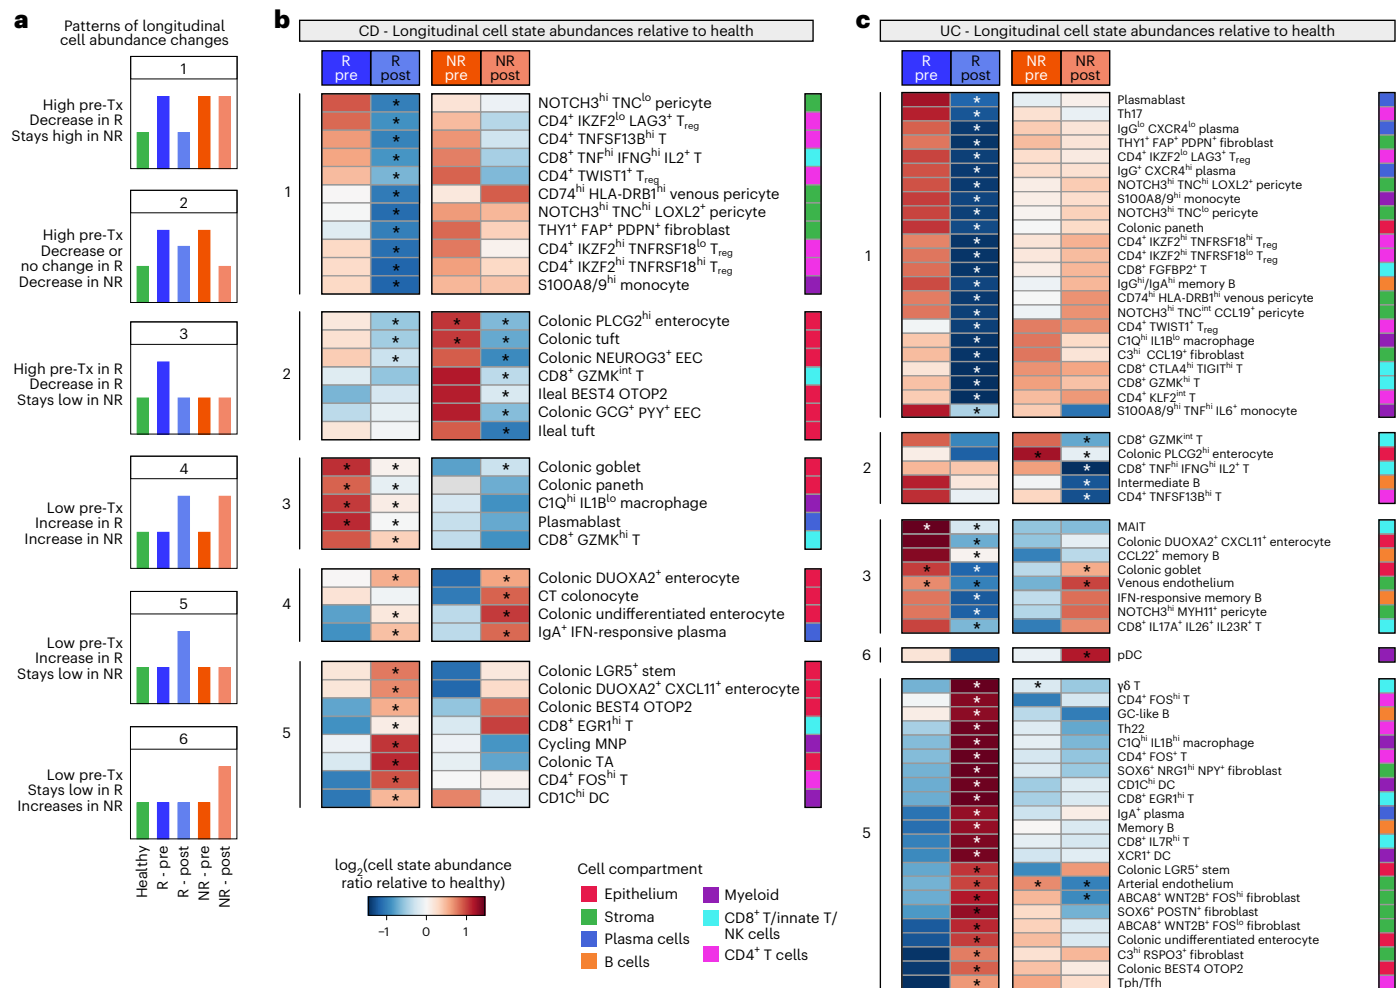 a
Patterns of longitudinal
cell abundance changes
1
High pre-Tx
Decrease in R
Stays high in NR
2
High pre-Tx
Decrease or
no change in R
Decrease in NR
3
High pre-Tx in R
Decrease in R
Stays low in NR
4
Low pre-Tx
Increase in R
Increase in NR
5
Low pre-Tx
Increase in R
Stays low in NR
6
Low pre-Tx
Stays low in R
Increases in NR
Healthy
R - pre
R - post
NR - pre
NR - post
b
CD - Longitudinal cell state abundances relative to health
R pre
R post
NR pre
NR post
1
NOTCH3hi TNClo pericyte
CD4+ IKZF2lo LAG3+ Treg
CD4+ TNFSF13Bhi T
CD8+ TNFhi IFNGhi IL2+ T
CD4+ TWIST1+ Treg
CD74hi HLA-DRB1hi venous pericyte
NOTCH3hi TNChi LOXL2+ pericyte
THY1+ FAP+ PDPN+ fibroblast
CD4+ IKZF2hi TNFRSF18lo Treg
CD4+ IKZF2hi TNFRSF18hi Treg
S100A8/9hi monocyte
2
Colonic PLCG2hi enterocyte
Colonic tuft
Colonic NEUROG3+ EEC
CD8+ GZMKint T
Ileal BEST4 OTOP2
Colonic GCG+ PYY+ EEC
Ileal tuft
3
Colonic goblet
Colonic paneth
C1Qhi IL1Blo macrophage
Plasmablast
CD8+ GZMKhi T
4
Colonic DUOXA2+ enterocyte
CT colonocyte
Colonic undifferentiated enterocyte
IgA+ IFN-responsive plasma
5
Colonic LGR5+ stem
Colonic DUOXA2+ CXCL11+ enterocyte
Colonic BEST4 OTOP2
CD8+ EGR1hi T
Cycling MNP
Colonic TA
CD4+ FOShi T
CD1Chi DC
log2(cell state abundance
ratio relative to healthy)
−1 0 1
Cell compartment
Epithelium
Stroma
Plasma cells
B cells
Myeloid
CD8+ T/innate T/
NK cells
CD4+ T cells
c
UC - Longitudinal cell state abundances relative to health
R pre
R post
NR pre
NR post
1
Plasmablast
Th17
IgGlo CXCR4lo plasma
THY1+ FAP+ PDPN+ fibroblast
CD4+ IKZF2lo LAG3+ Treg
IgG+ CXCR4hi plasma
NOTCH3hi TNChi LOXL2+ pericyte
S100A8/9hi monocyte
NOTCH3hi TNClo pericyte
Colonic paneth
CD4+ IKZF2hi TNFRSF18hi Treg
CD4+ IKZF2hi TNFRSF18lo Treg
CD8+ FGFBP2+ T
IgGhi/IgAhi memory B
CD74hi HLA-DRB1hi venous pericyte
NOTCH3hi TNCint CCL19+ pericyte
CD4+ TWIST1+ Treg
C1Qhi IL1Blo macrophage
C3hi CCL19+ fibroblast
CD8+ CTLA4hi TIGIThi T
CD8+ GZMKhi T
CD4+ KLF2int T
S100A8/9hi TNFhi IL6+ monocyte
2
CD8+ GZMKint T
Colonic PLCG2hi enterocyte
CD8+ TNFhi IFNGhi IL2+ T
Intermediate B
CD4+ TNFSF13Bhi T
3
MAIT
Colonic DUOXA2+ CXCL11+ enterocyte
CCL22+ memory B
Colonic goblet
Venous endothelium
IFN-responsive memory B
NOTCH3hi MYH11+ pericyte
CD8+ IL17A+ IL26+ IL23R+ T
6
pDC
5
γδ T
CD4+ FOShi T
GC-like B
Th22
C1Qhi IL1Bhi macrophage
CD4+ FOS+ T
SOX6+ NRG1hi NPY+ fibroblast
CD1Chi DC
CD8+ EGR1hi T
IgA+ plasma
Memory B
CD8+ IL7Rhi T
XCR1+ DC
Colonic LGR5+ stem
Arterial endothelium
ABCA8+ WNT2B+ FOShi fibroblast
SOX6+ POSTN+ fibroblast
ABCA8+ WNT2B+ FOSlo fibroblast
Colonic undifferentiated enterocyte
C3hi RSPO3+ fibroblast
Colonic BEST4 OTOP2
Tph/Tfh